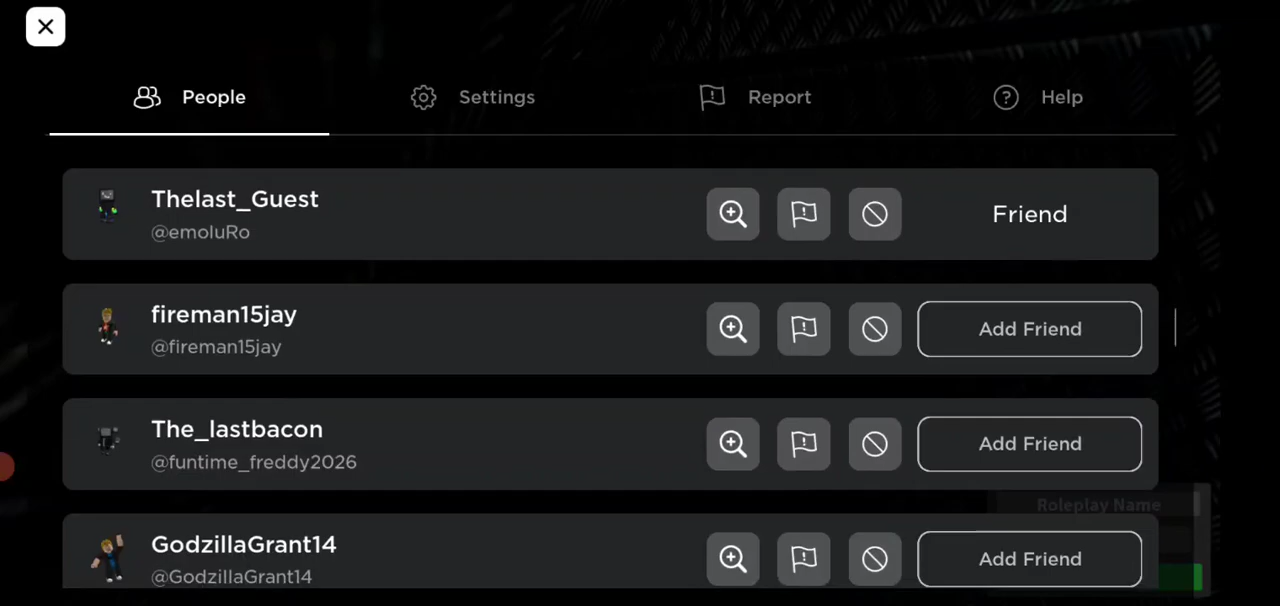 People
Settings
Report
Help
Thelast_Guest
@emoluRo
Friend
fireman15jay
@fireman15jay
Add Friend
The_lastbacon
@funtime_freddy2026
Add Friend
Roleplay Name
GodzillaGrant14
@GodzillaGrant14
Add Friend